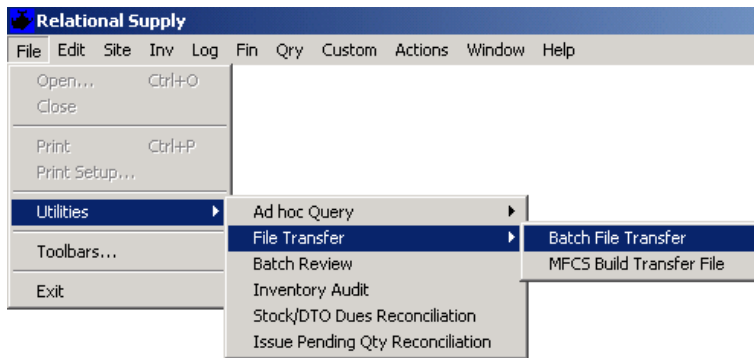 Relational Supply
File Edit Site Inv Log Fin Qry Custom Actions Window Help
Open... Ctrl+O
Close
Print Ctrl+P
Print Setup...
Utilities
Toolbars...
Exit
Ad hoc Query
File Transfer
Batch Review
Inventory Audit
Stock/DTO Dues Reconciliation
Issue Pending Qty Reconciliation
Batch File Transfer
MFCS Build Transfer File